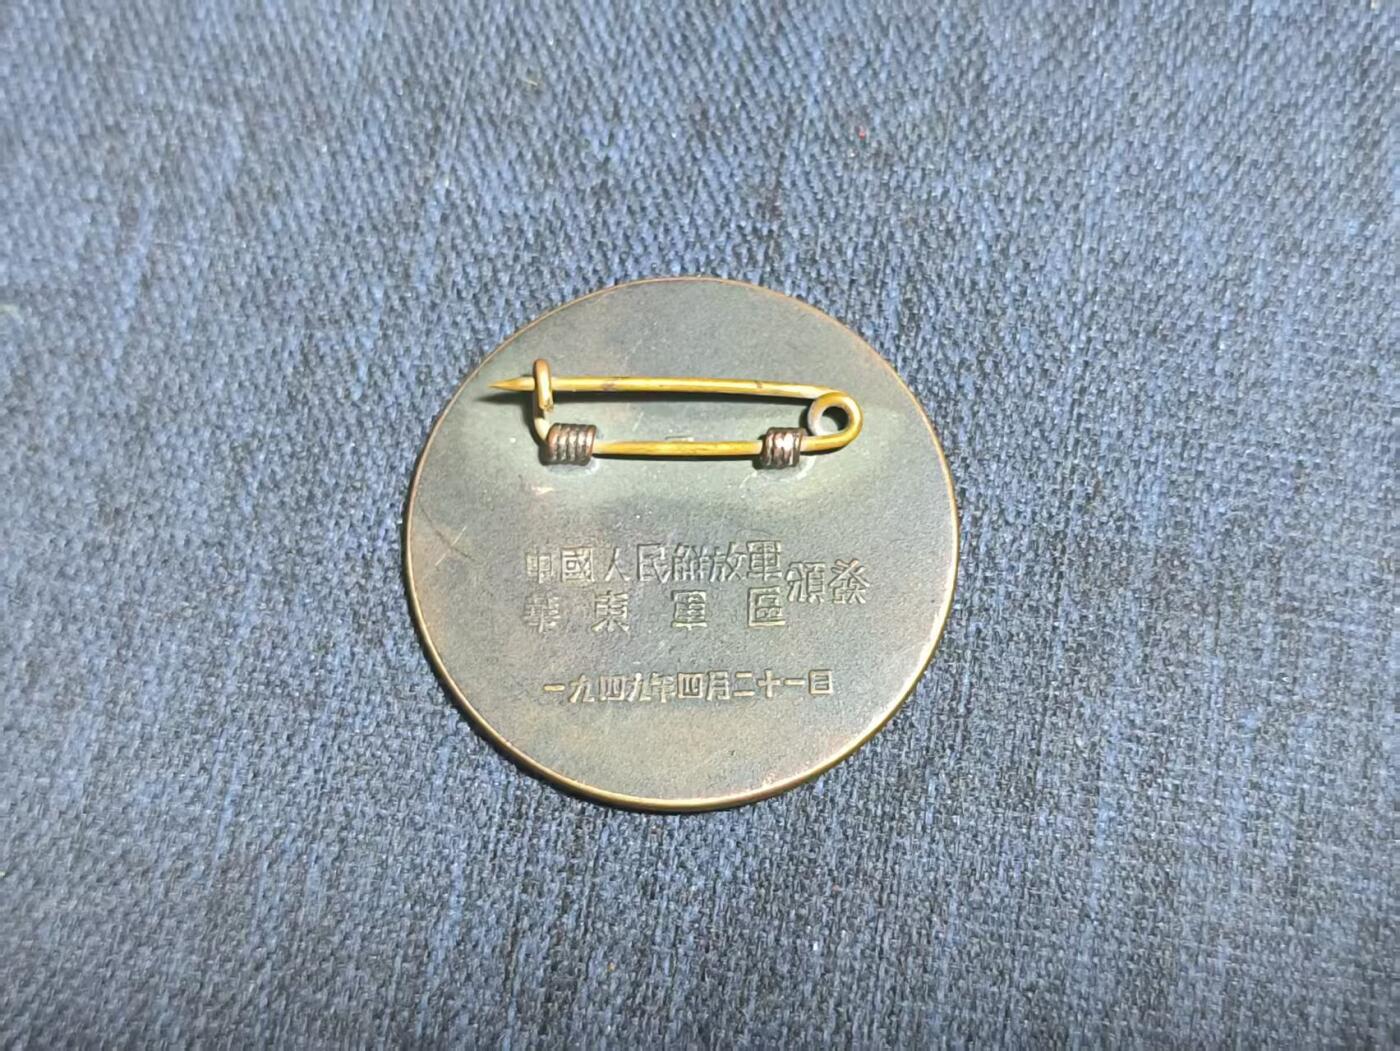 中國人民解放軍
華東軍區
頒發
一九四九年四月二十一日